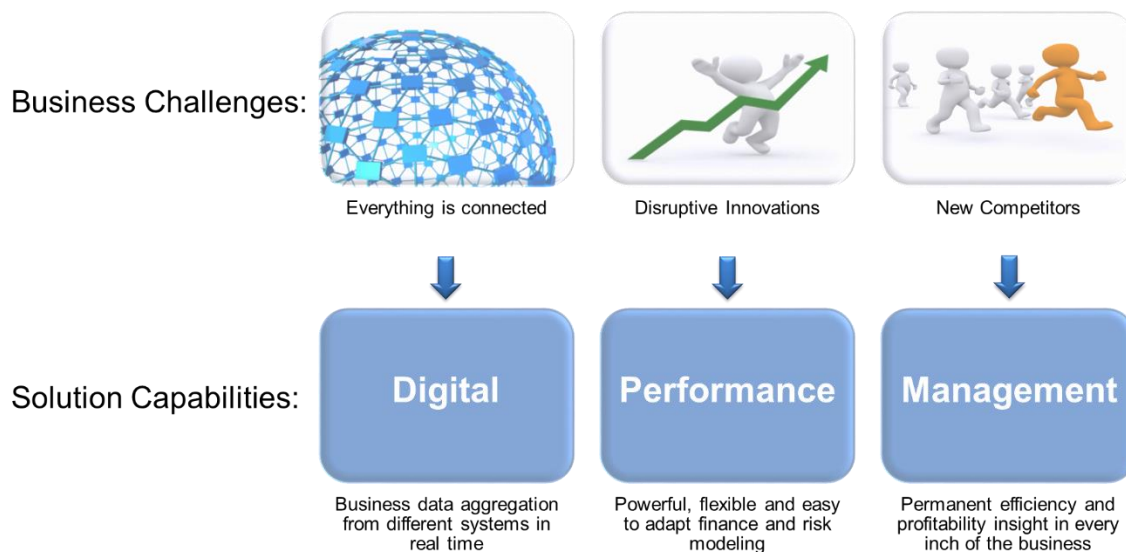 Business Challenges:
Everything is connected
Disruptive Innovations
New Competitors
Solution Capabilities:
Digital
Performance
Management
Business data aggregation
from different systems in
real time
Powerful, flexible and easy
to adapt finance and risk
modeling
Permanent efficiency and
profitability insight in every
inch of the business